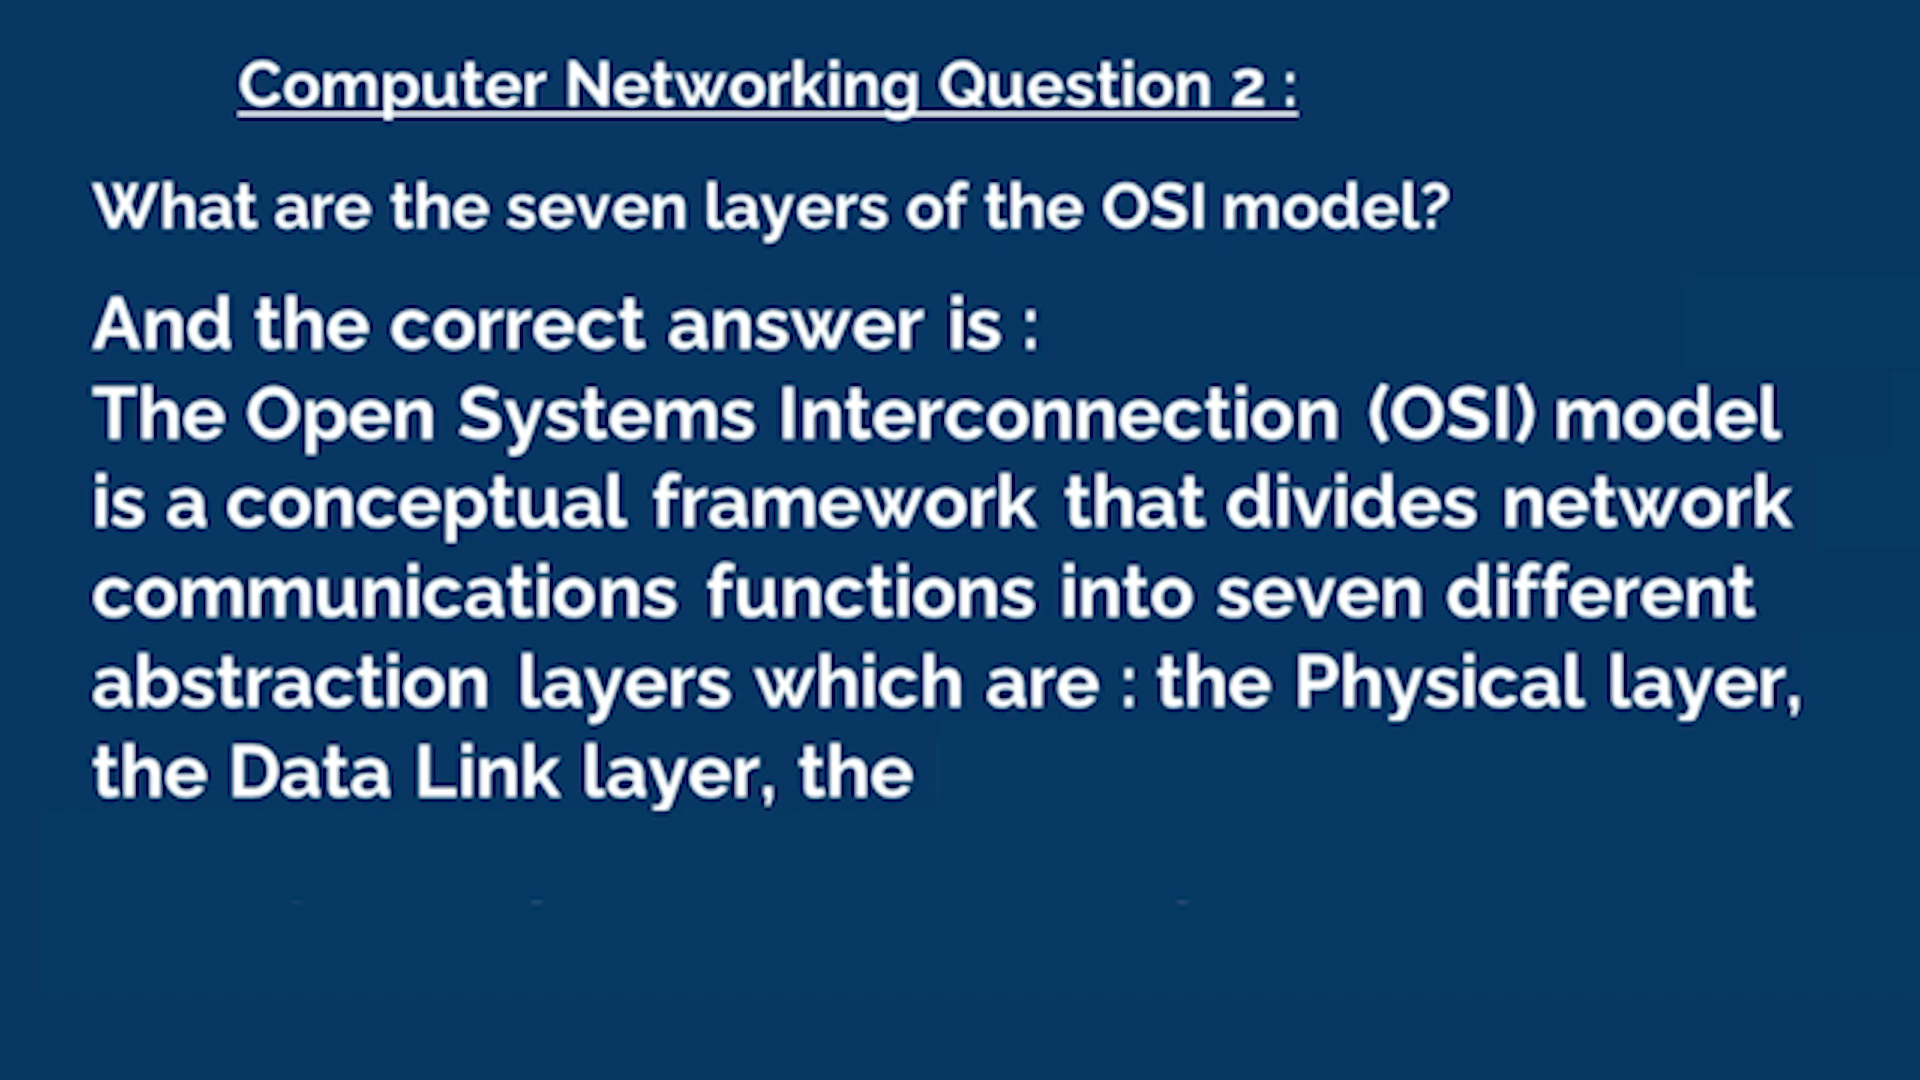 Computer Networking Question 2 :
What are the seven layers of the OSI model?
And the correct answer is :
The Open Systems Interconnection (OSI) model
is a conceptual framework that divides network
communications functions into seven different
abstraction layers which are : the Physical layer,
the Data Link layer, the